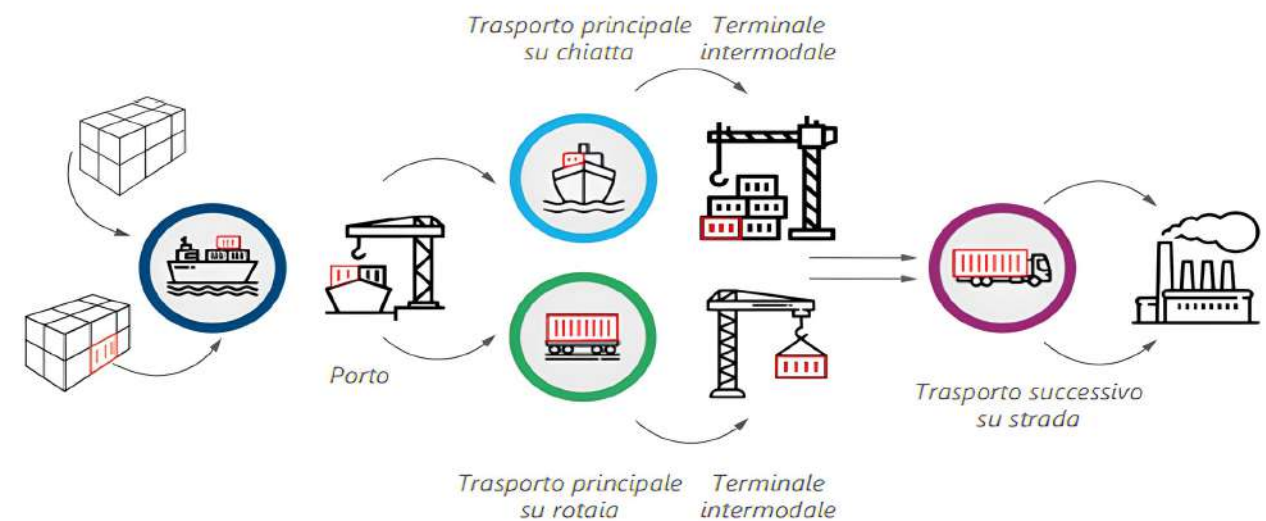 Trasporto principale
su chiatta
Terminale
intermodale
Porto
Trasporto successivo
su strada
Trasporto principale
su rotaia
Terminale
intermodale